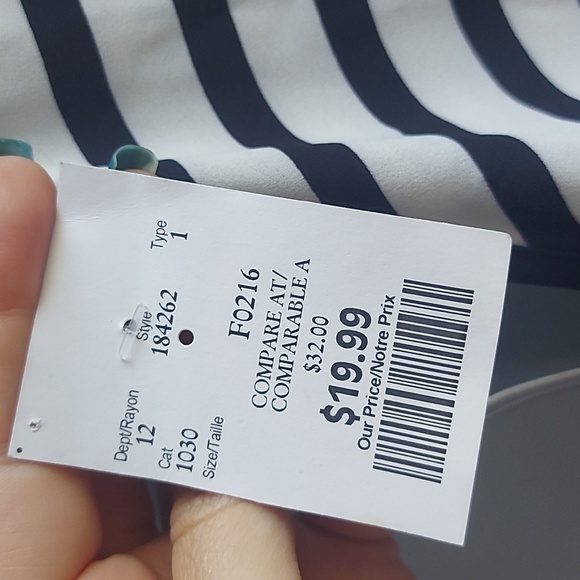 Dept/Rayon Style Type
12 184262 1
Cat
1030
Size/Taille
F0216
COMPARE AT/
COMPARABLE A
$32.00
$19.99
Our Price/Notre Prix